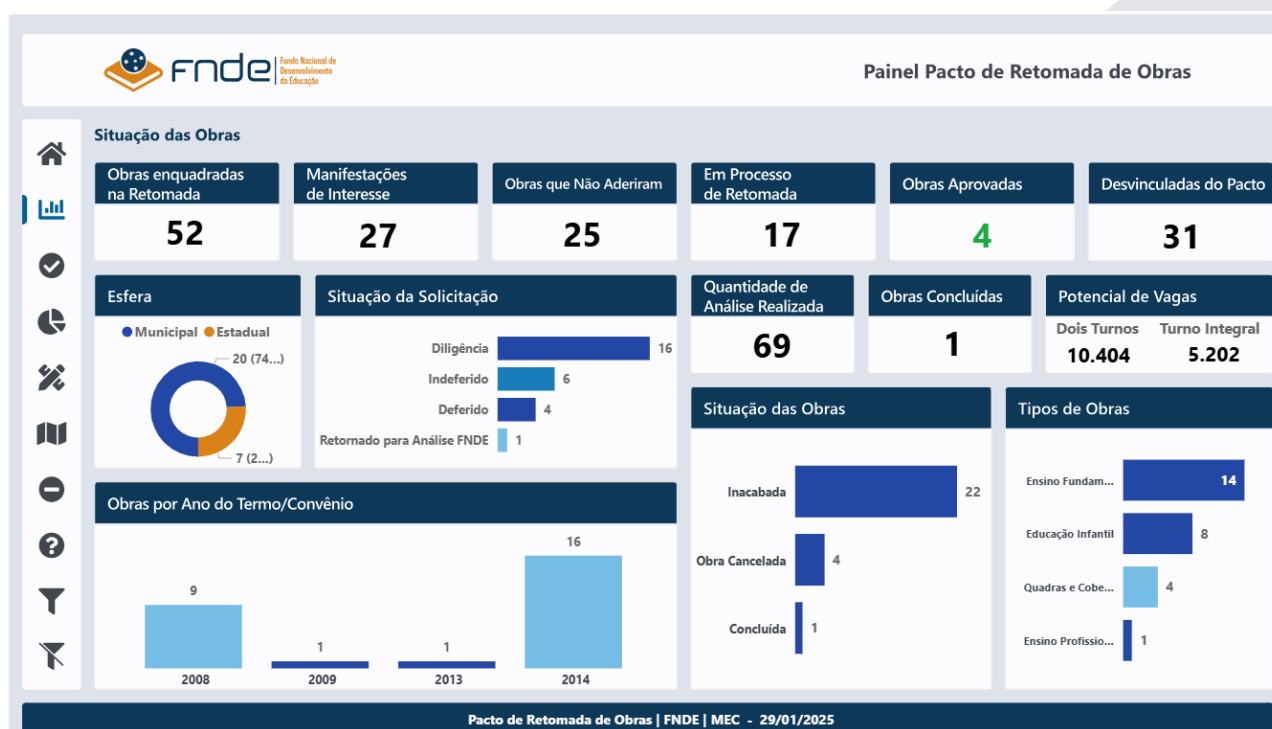 fnde
Fundo Nacional de
Desenvolvimento
da Educação
Painel Pacto de Retomada de Obras
Situação das Obras
Obras enquadradas
na Retomada
52
Manifestações
de Interesse
27
Obras que Não Aderiram
25
Em Processo
de Retomada
17
Obras Aprovadas
4
Desvinculadas do Pacto
31
Esfera
Municipal Estadual
20 (74...)
7 (2...)
Situação da Solicitação
Diligência 16
Indeferido 6
Deferido 4
Retornado para Análise FNDE 1
Quantidade de
Análise Realizada
69
Obras Concluídas
1
Potencial de Vagas
Dois Turnos Turno Integral
10.404 5.202
Obras por Ano do Termo/Convênio
9 1 1 16
2008 2009 2013 2014
Situação das Obras
Inacabada 22
Obra Cancelada 4
Concluída 1
Tipos de Obras
Ensino Fundam... 14
Educação Infantil 8
Quadras e Cobe... 4
Ensino Profissio... 1
Pacto de Retomada de Obras | FNDE | MEC - 29/01/2025